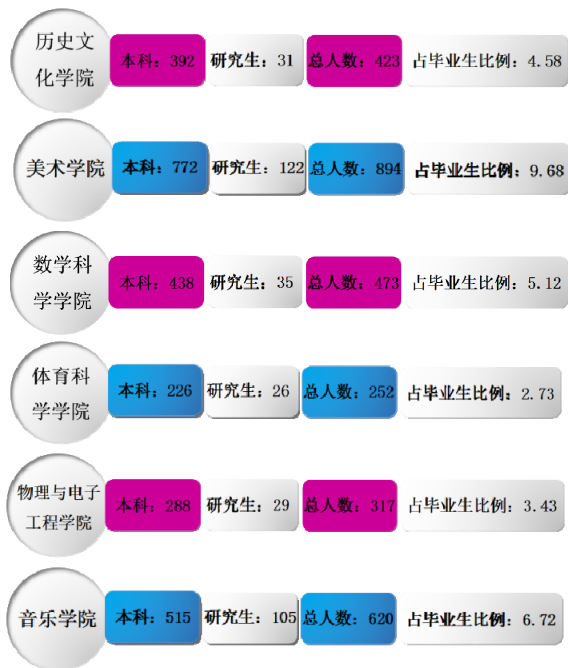 历史文
化学院
本科：392
研究生：31
总人数：423
占毕业生比例：4.58
美术学院
本科：772
研究生：122
总人数：894
占毕业生比例：9.68
数学科
学学院
本科：438
研究生：35
总人数：473
占毕业生比例：5.12
体育科
学学院
本科：226
研究生：26
总人数：252
占毕业生比例：2.73
物理与电子
工程学院
本科：288
研究生：29
总人数：317
占毕业生比例：3.43
音乐学院
本科：515
研究生：105
总人数：620
占毕业生比例：6.72